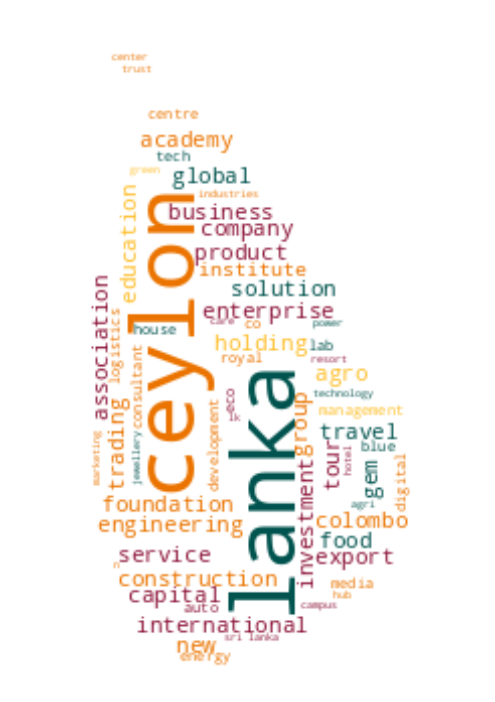 center
trust
centre
academy
tech
global
green
industries
education
business
company
ceylon
product
institute
solution
association
enterprise
care
co
power
house
logistics
holding
lab
royal
resort
consultant
agro
lanka
technology
eco
group
management
lk
trading
development
travel
marketing
jewellery
tour
hotel
blue
gem
digital
foundation
agri
engineering
investment
colombo
food
service
export
n
construction
media
capital
hub
auto
campus
international
sri lanka
new
energy